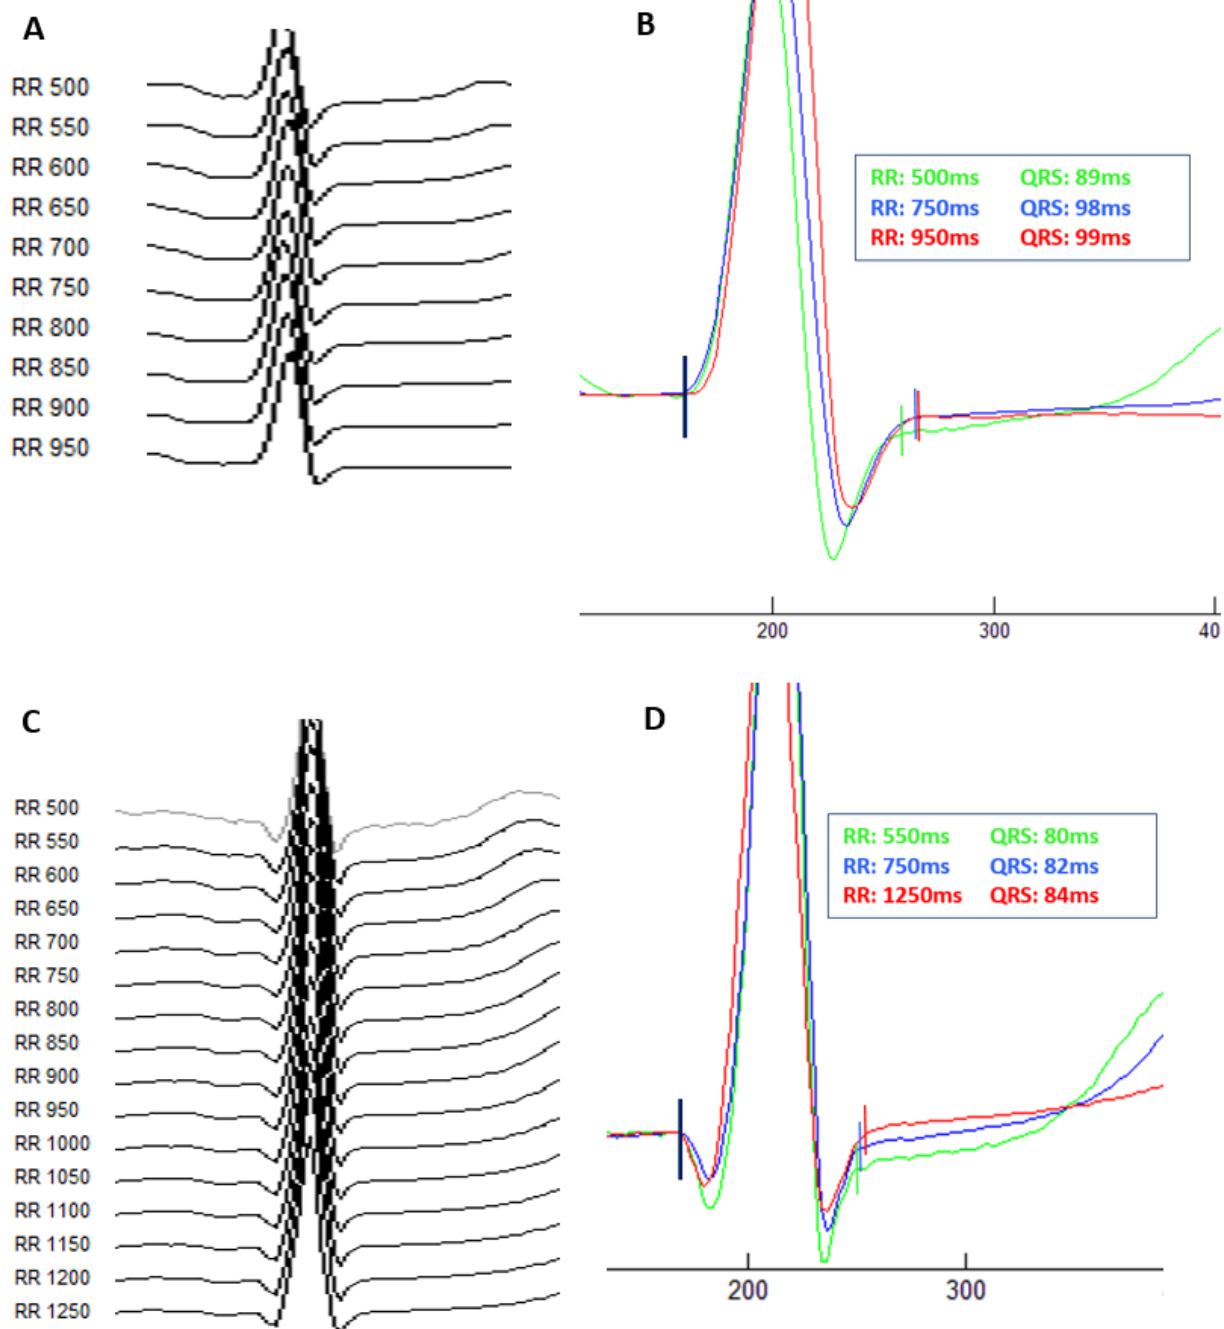 A
RR 500
RR 550
RR 600
RR 650
RR 700
RR 750
RR 800
RR 850
RR 900
RR 950
B
RR: 500ms QRS: 89ms
RR: 750ms QRS: 98ms
RR: 950ms QRS: 99ms
200 300 40
C
RR 500
RR 550
RR 600
RR 650
RR 700
RR 750
RR 800
RR 850
RR 900
RR 950
RR 1000
RR 1050
RR 1100
RR 1150
RR 1200
RR 1250
D
RR: 550ms QRS: 80ms
RR: 750ms QRS: 82ms
RR: 1250ms QRS: 84ms
200 300